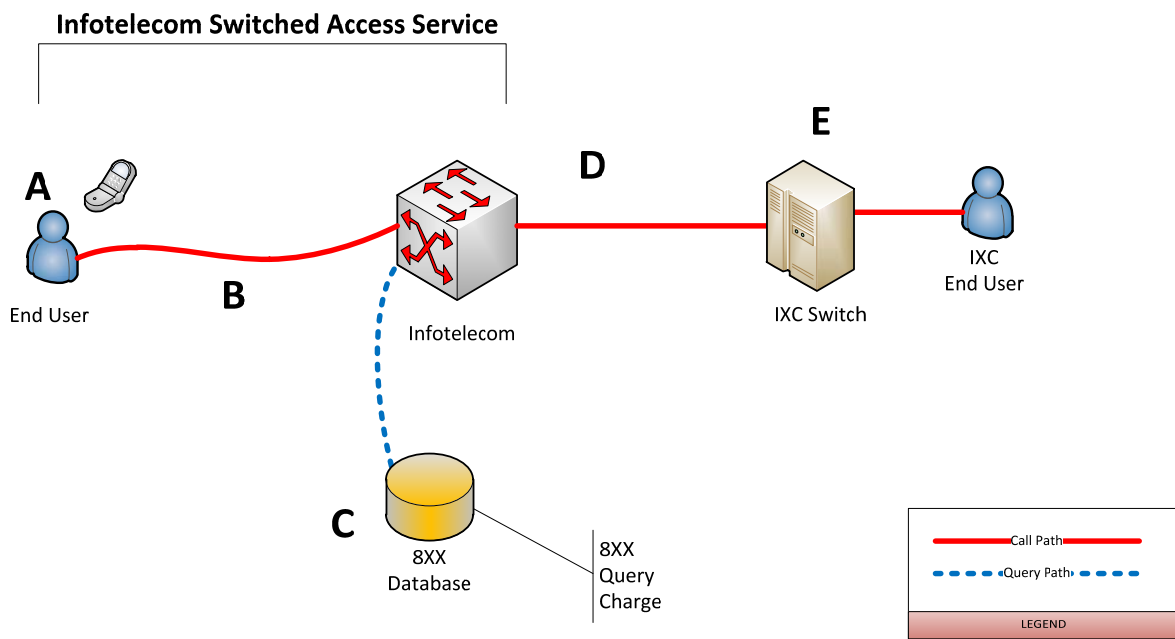 Infotelecom Switched Access Service
A
B
D
E
End User
Infotelecom
IXC Switch
IXC
End User
C
8XX
Database
8XX
Query
Charge
Call Path
Query Path
LEGEND